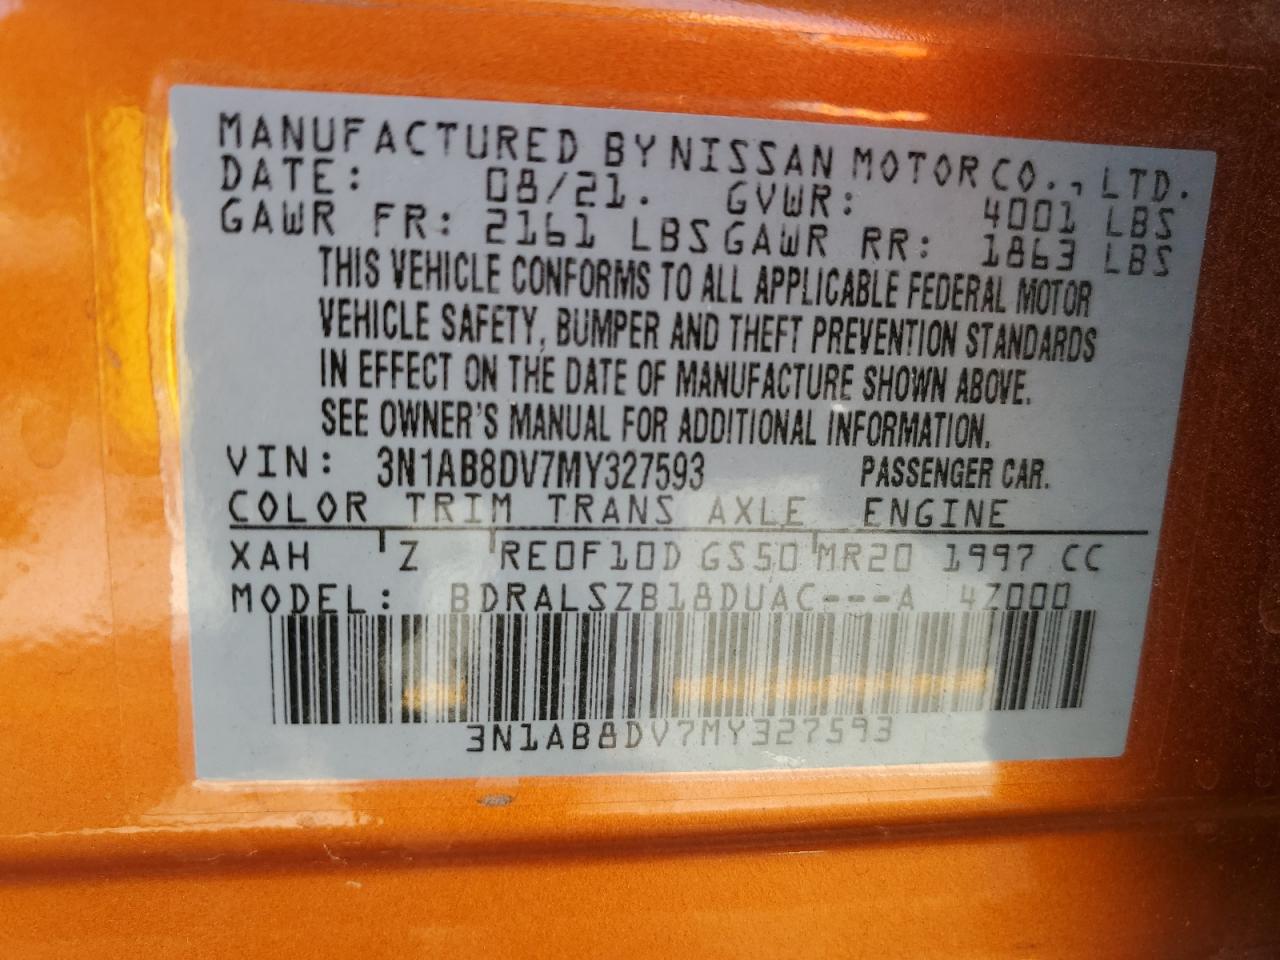 MANUFACTURED BY NISSAN MOTOR CO., LTD.
DATE: 08/21. GVWR: 4001 LBS
GAWR FR: 2161 LBS GAWR RR: 1863 LBS
THIS VEHICLE CONFORMS TO ALL APPLICABLE FEDERAL MOTOR
VEHICLE SAFETY, BUMPER AND THEFT PREVENTION STANDARDS
IN EFFECT ON THE DATE OF MANUFACTURE SHOWN ABOVE.
SEE OWNER'S MANUAL FOR ADDITIONAL INFORMATION.
VIN: 3N1AB8DV7MY327593 PASSENGER CAR.
COLOR TRIM TRANS AXLE ENGINE
XAH Z RE0F10D GS50 MR20 1997 CC
MODEL: BDRALSZB18DUAC---A 4Z000
3N1AB8DV7MY327593